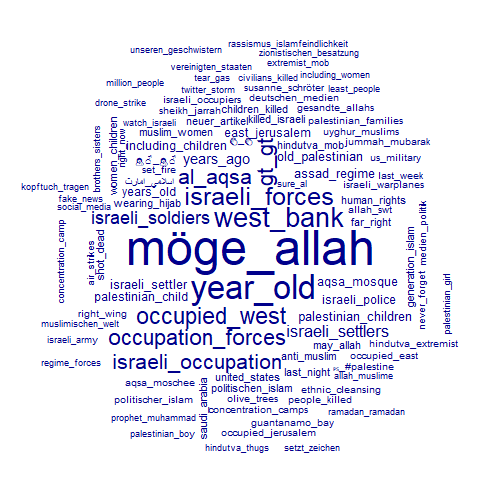 unseren_geschwistern
rassismus_islamfeindlichkeit
zionistischen_besatzung
vereinigten_staaten
extremist_mob
million_people
tear_gas
civilians_killed
including_women
twitter_storm
susanne_schröter
least_people
drone_strike
israeli_occupiers
deutschen_medien
sheikh_jarrah
children_killed
gesandte_allahs
watch_israeli
neuer_artikel
killed_israeli
palestinian_families
muslim_women
east_jerusalem
uyghur_muslims
brothers_sisters
right_now
women_children
including_children
hindutva_mob
jummah_mubarak
years_ago
gt_gt
old_palestinian
us_military
set_fire
al_aqsa
assad_regime
last_week
kopftuch_tragen
years_old
sure_al
israeli_warplanes
fake_news
wearing_hijab
israeli_forces
human_rights
social_media
allah_swt
israeli_soldiers
west_bank
far_right
concentration_camp
air_strikes
shot_dead
möge_allah
generation_islam
never_forget
medien_politik
palestinian_girl
israeli_settler
year_old
aqsa_mosque
palestinian_child
israeli_police
right_wing
occupied_west
palestinian_children
muslimischen_welt
occupation_forces
israeli_settlers
israeli_army
may_allah
hindutva_extremist
regime_forces
israeli_occupation
anti_muslim
occupied_east
last_night
#palestine
aqsa_moschee
saudi_arabia
united_states
allah_muslime
politischen_islam
ethnic_cleansing
politischer_islam
olive_trees
people_killed
prophet_muhammad
concentration_camps
ramadan_ramadan
guantanamo_bay
palestinian_boy
occupied_jerusalem
hindutva_thugs
setzt_zeichen